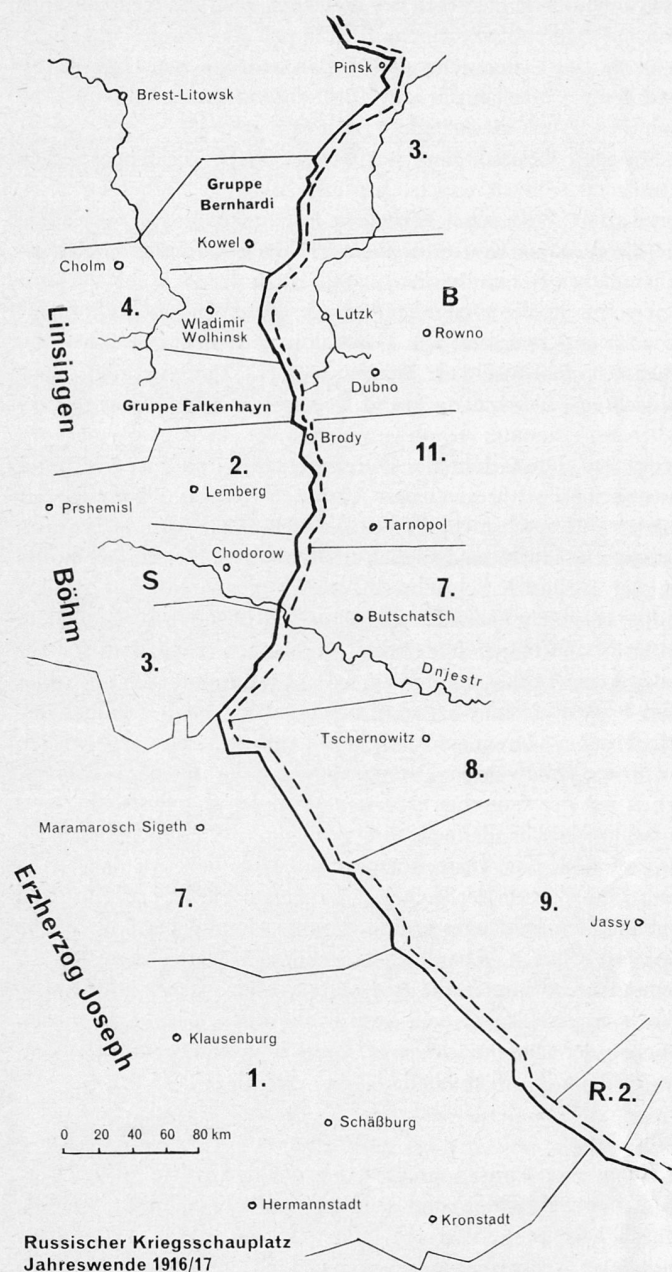 Pinsk
Brest-Litowsk
3.
Gruppe
Bernhardi
Kowel
Cholm
B
4.
Linsingen
Wladimir
Wolhinsk
Lutzk
Rowno
Dubno
Gruppe Falkenhayn
Brody
11.
2.
Lemberg
Prshemisl
Tarnopol
Chodorow
S
Böhm
7.
Butschatsch
3.
Dnjestr
Tschernowitz
8.
Maramarosch Sigeth
7.
9.
Jassy
Erzherzog Joseph
Klausenburg
1.
R.2.
Schäßburg
0 20 40 60 80 km
Hermannstadt
Kronstadt
Russischer Kriegsschauplatz
Jahreswende 1916/17